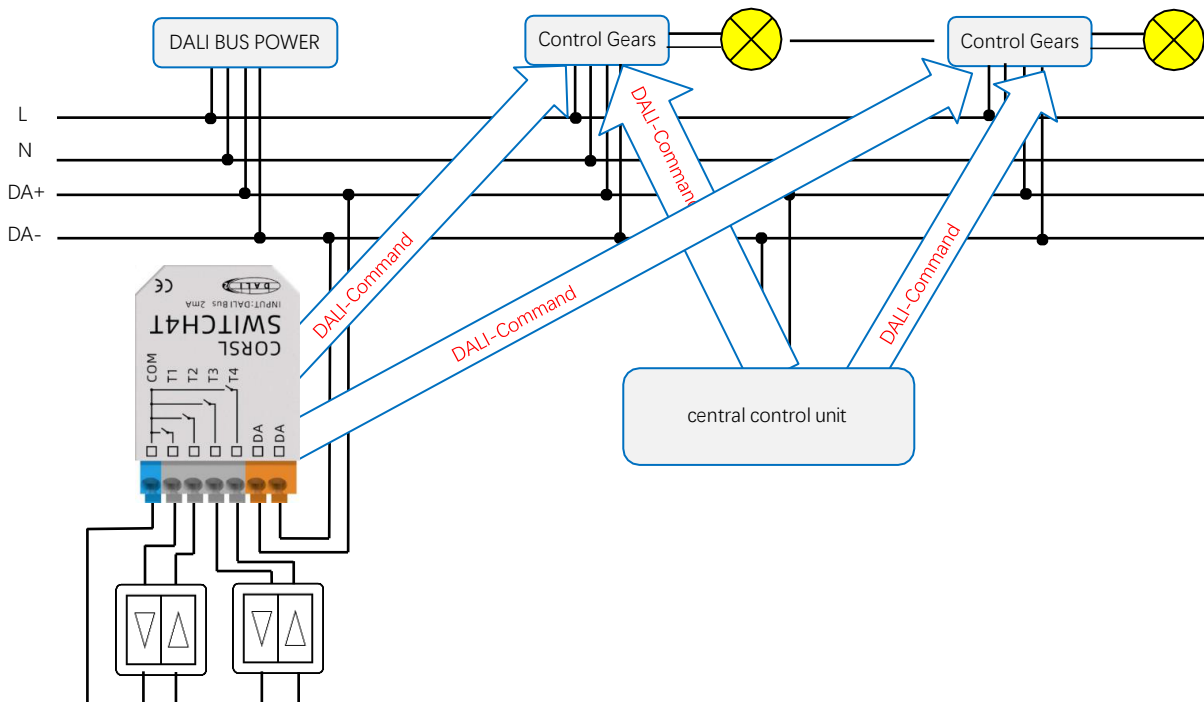 DALI BUS POWER
Control Gears
Control Gears
L
N
DA+
DA-
DALI-Command
DALI-Command
DALI-Command
DALI-Command
central control unit
CE
DALI
INPUT:DALI Bus 2mA
SWITCH4T
CORSL
COM
T1
T2
T3
T4
DA
DA